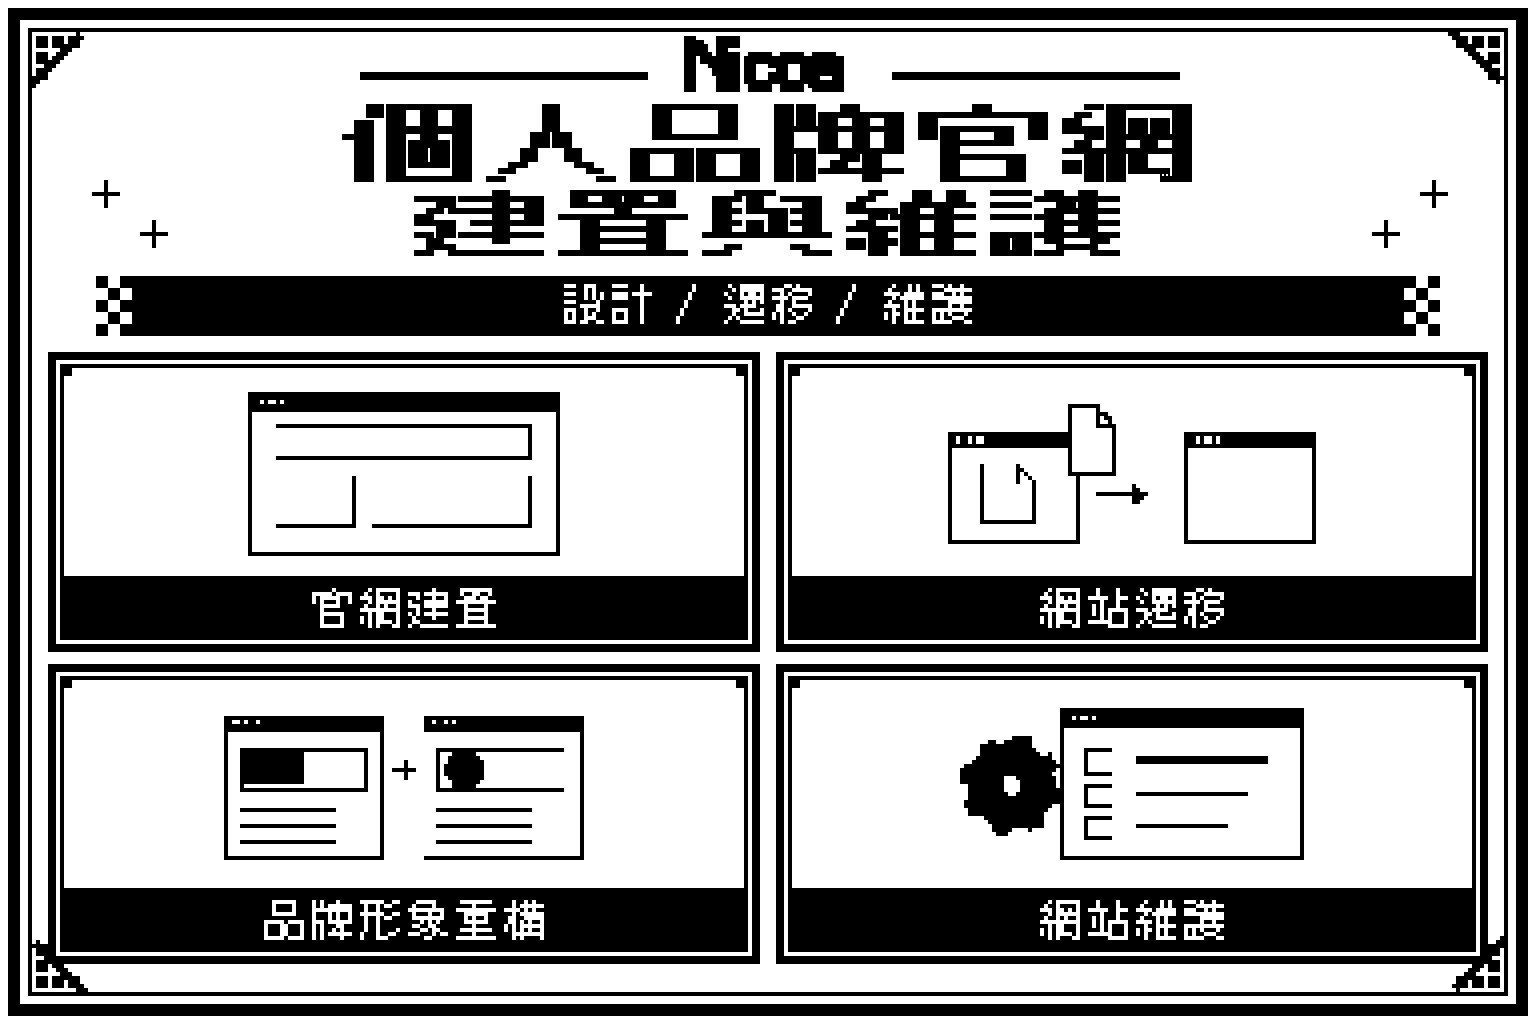 Nicoa
個人品牌官網
建置與維護
設計 / 遷移 / 維護
官網建置
網站遷移
品牌形象重構
網站維護